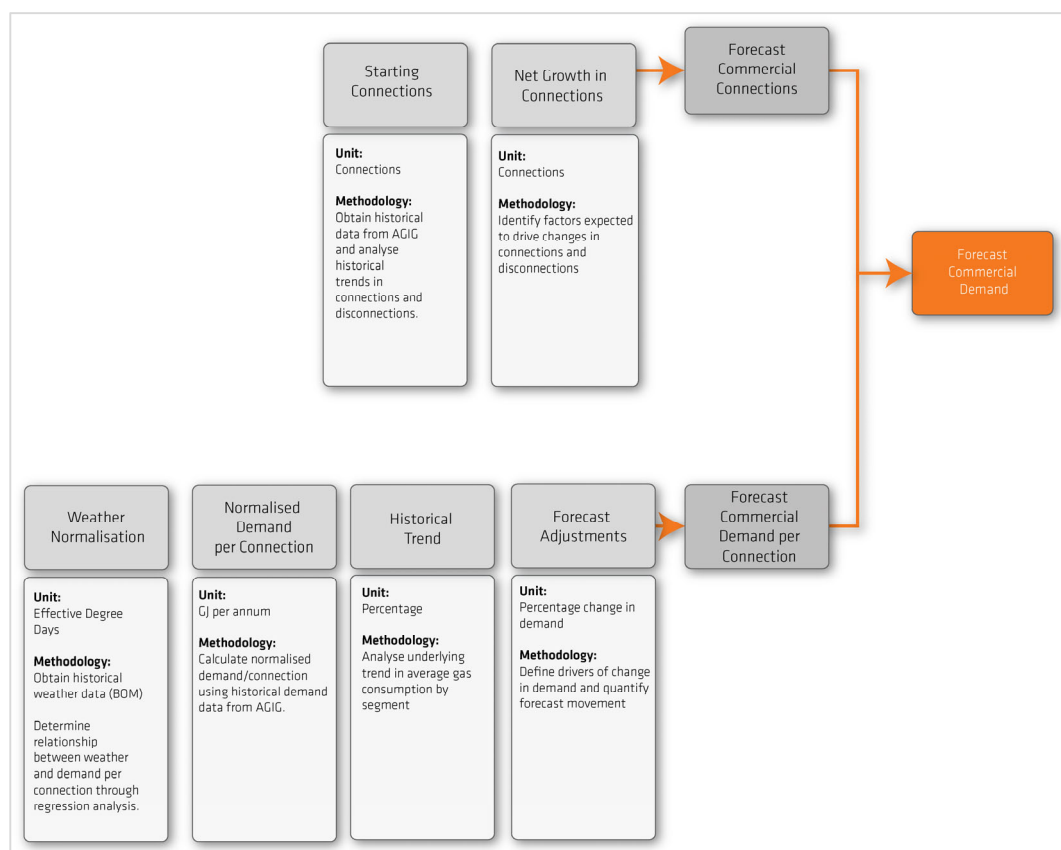 Starting
Connections
Net Growth in
Connections
Forecast
Commercial
Connections
Unit:
Connections
Methodology:
Obtain historical
data from AGIG
and analyse
historical
trends in
connections and
disconnections.
Unit:
Connections
Methodology:
Identify factors expected
to drive changes in
connections and
disconnections
Forecast
Commercial
Demand
Weather
Normalisation
Normalised
Demand
per Connection
Historical
Trend
Forecast
Adjustments
Forecast
Commercial
Demand per
Connection
Unit:
Effective Degree
Days
Methodology:
Obtain historical
weather data (BOM)
Determine
relationship
between weather
and demand per
connection through
regression analysis.
Unit:
GJ per annum
Methodology:
Calculate normalised
demand/connection
using historical demand
data from AGIG.
Unit:
Percentage
Methodology:
Analyse underlying
trend in average gas
consumption by
segment
Unit:
Percentage change in
demand
Methodology:
Define drivers of change
in demand and quantify
forecast movement